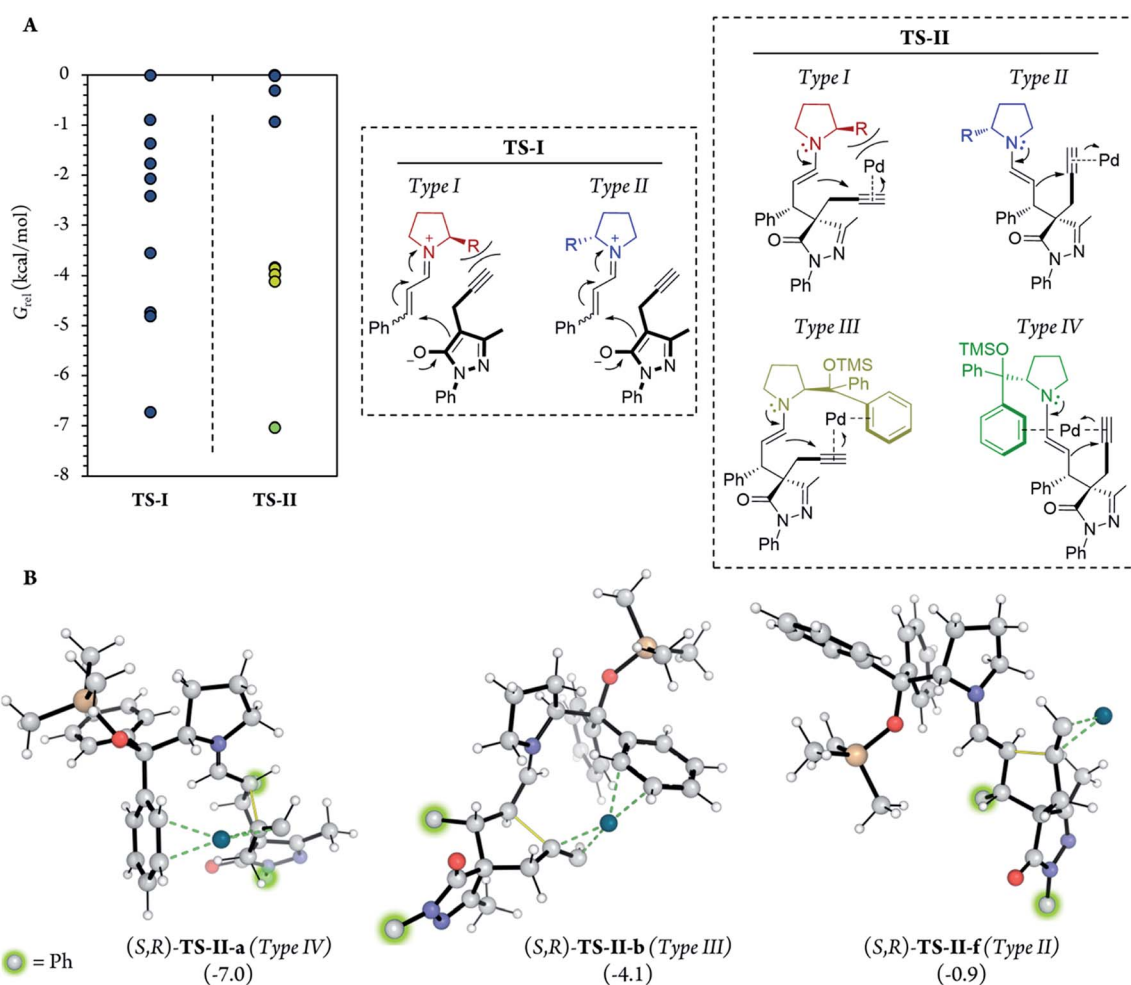 A
0
-1
-2
-3
-4
-5
-6
-7
-8
G_rel (kcal/mol)
TS-I
TS-II
TS-I
Type I
Type II
R
N
+
Ph
O
−
N
N
Ph
R
N
+
Ph
O
−
N
N
Ph
TS-II
Type I
Type II
N
R
Pd
Ph
O
N
N
Ph
R
N
Pd
Ph
O
N
N
Ph
Type III
Type IV
OTMS
Ph
N
Pd
Ph
O
N
N
Ph
TMSO
Ph
N
Pd
Ph
O
N
N
Ph
B
= Ph
(S,R)-TS-II-a (Type IV)
(-7.0)
(S,R)-TS-II-b (Type III)
(-4.1)
(S,R)-TS-II-f (Type II)
(-0.9)